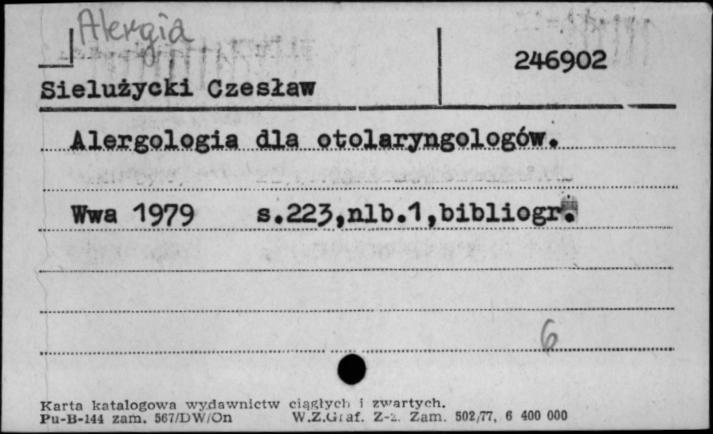 Alergia
246902
Sielużycki Czesław
Alergologia dla otolaryngologów.
Wwa 1979 s.223,nlb.1,bibliogr.
6
Karta katalogowa wydawnictw ciągłych i zwartych.
Pu-B-144 zam. 567/DW/On W.Z.Graf. Z-z. Zam. 502/77, 6 400 000